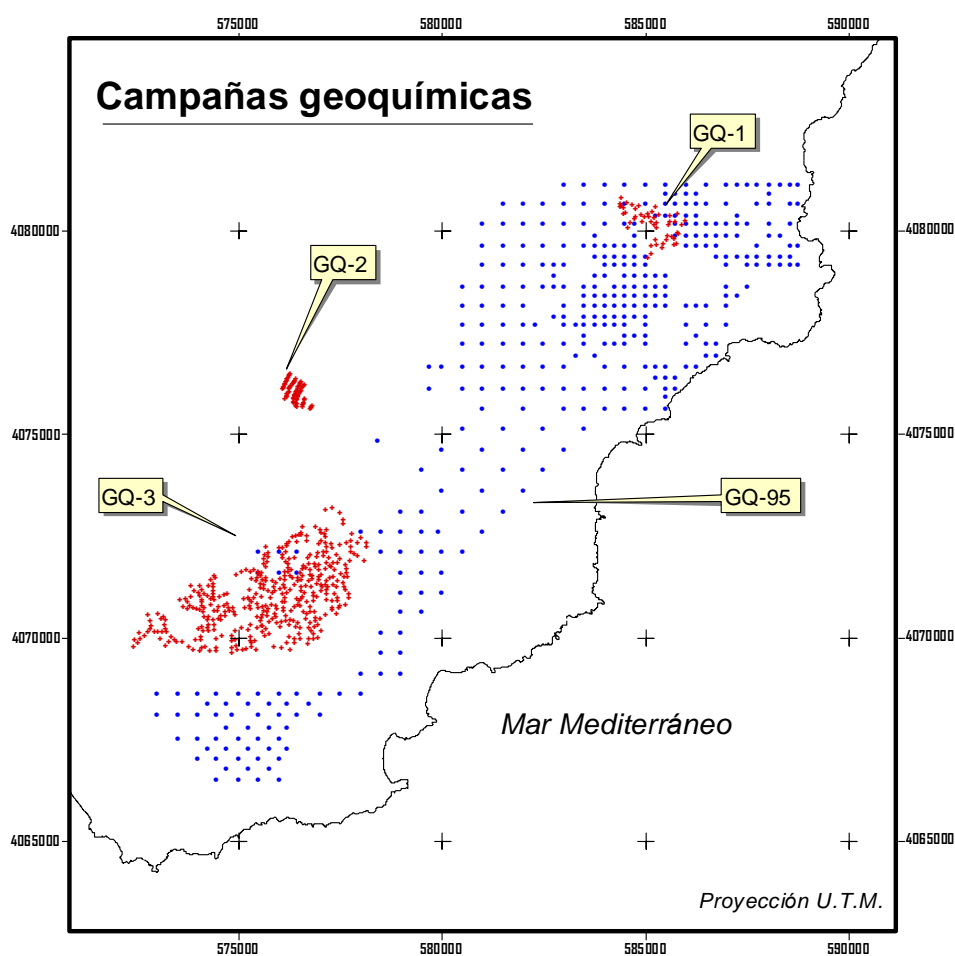 575000 580000 585000 590000
Campañas geoquímicas
GQ-1
4080000 4080000
GQ-2
4075000 4075000
GQ-3 GQ-95
4070000 4070000
Mar Mediterráneo
4065000 4065000
Proyección U.T.M.
575000 580000 585000 590000